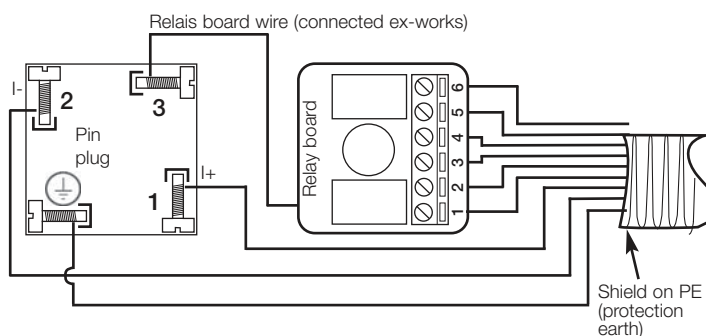 Relais board wire (connected ex-works)
I-
2
3
Pin
plug
I+
1
Relay board
6
5
4
3
2
1
Shield on PE
(protection
earth)